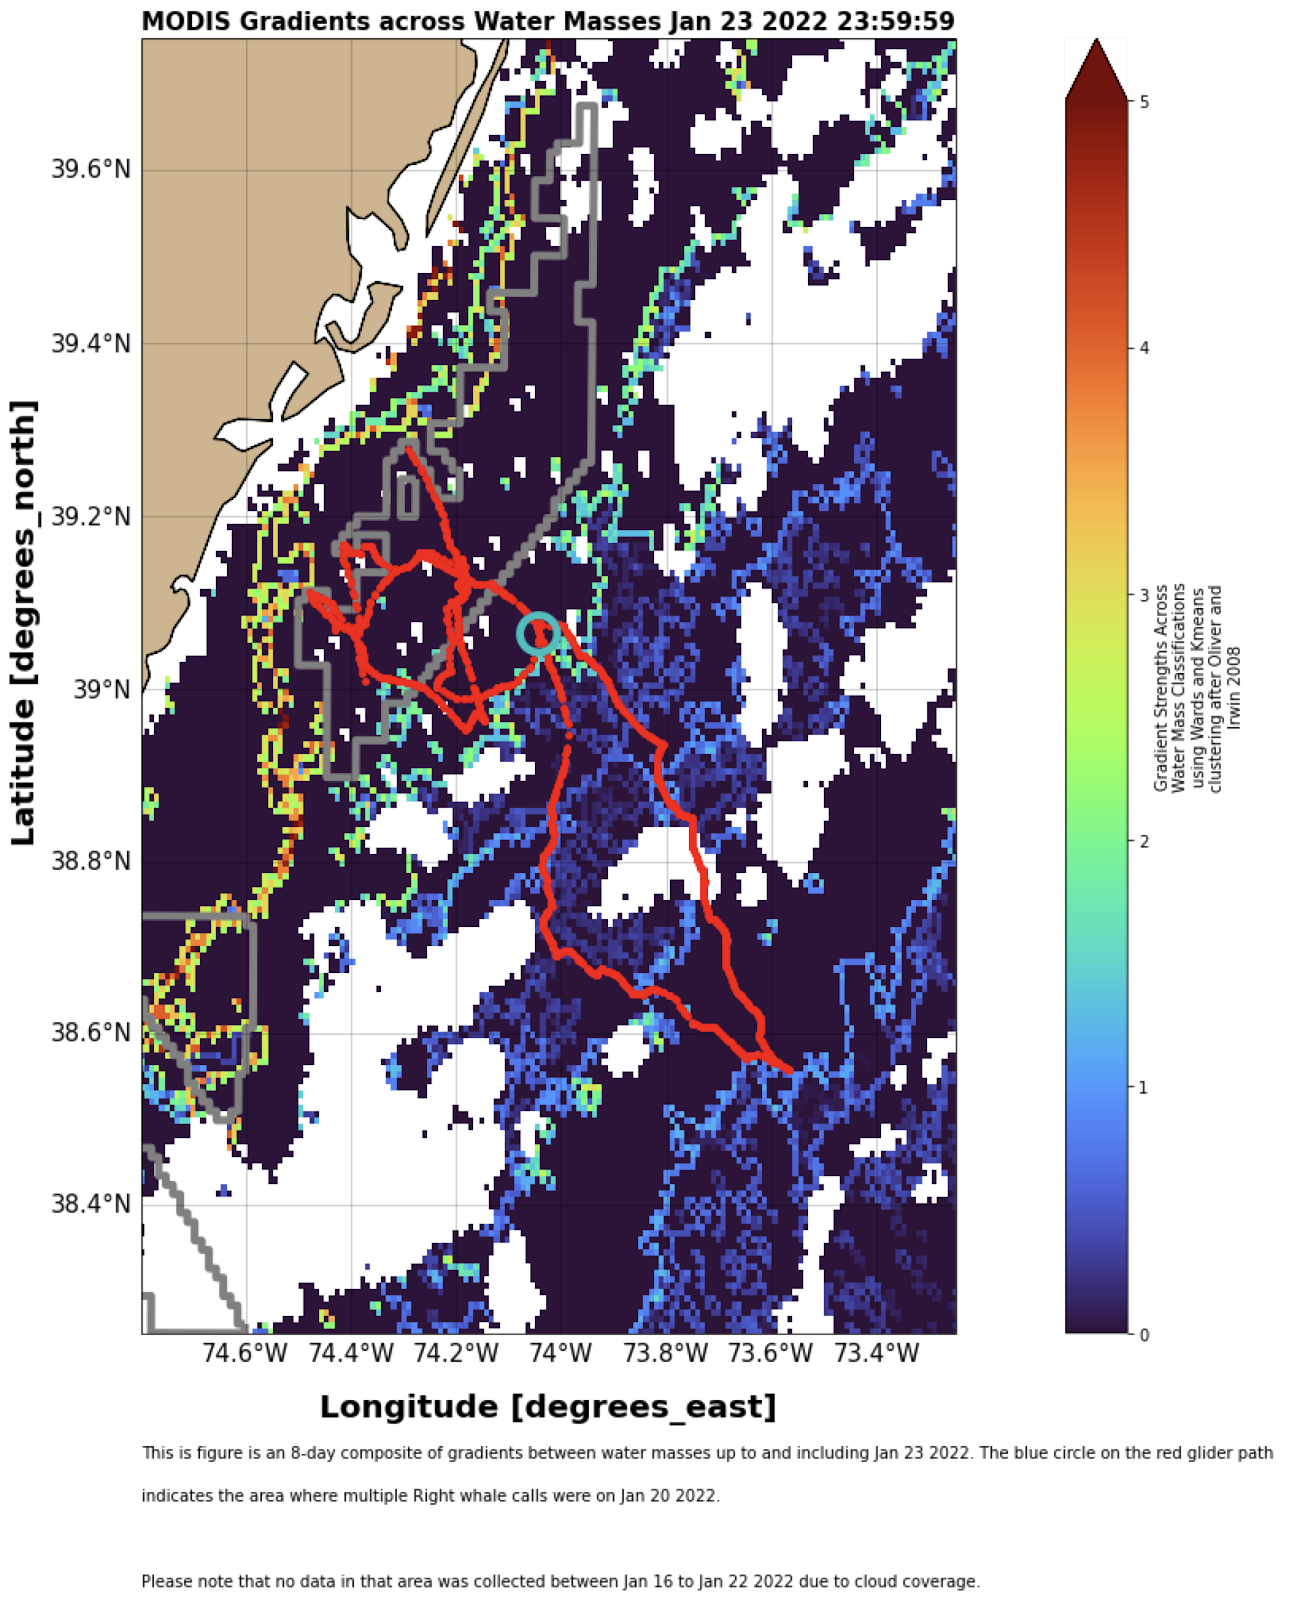 MODIS Gradients across Water Masses Jan 23 2022 23:59:59
39.6°N
39.4°N
39.2°N
39°N
38.8°N
38.6°N
38.4°N
Latitude [degrees_north]
74.6°W 74.4°W 74.2°W 74°W 73.8°W 73.6°W 73.4°W
Longitude [degrees_east]
5
4
3
2
1
0
Gradient Strengths Across
Water Mass Classifications
using Wards and Kmeans
clustering after Oliver and
Irwin 2008
This is figure is an 8-day composite of gradients between water masses up to and including Jan 23 2022. The blue circle on the red glider path
indicates the area where multiple Right whale calls were on Jan 20 2022.
Please note that no data in that area was collected between Jan 16 to Jan 22 2022 due to cloud coverage.